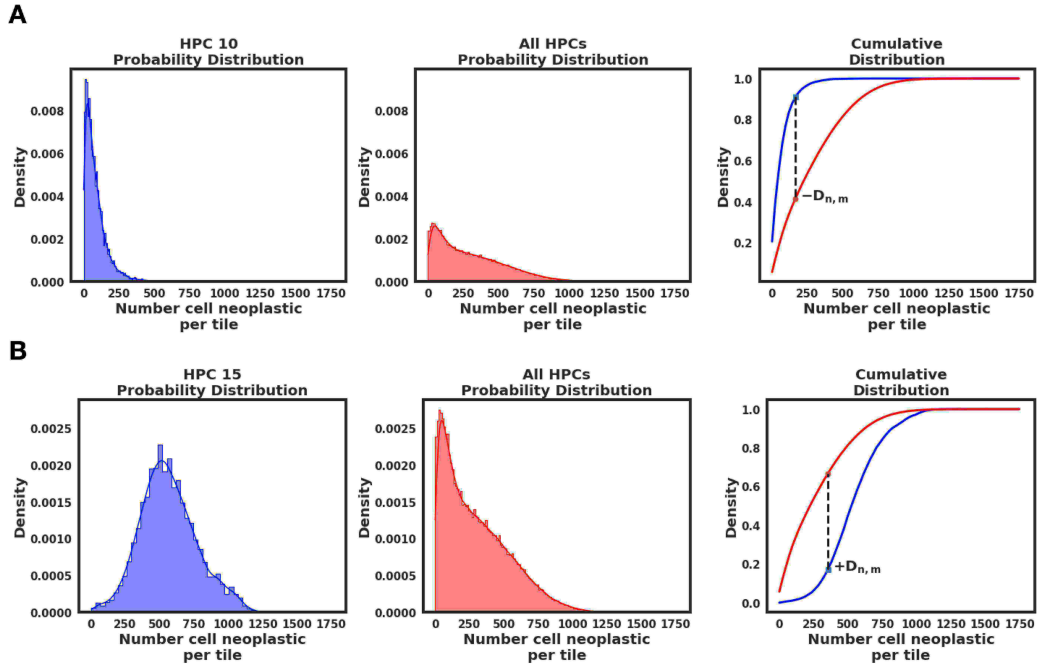 A
HPC 10
Probability Distribution
All HPCs
Probability Distribution
Cumulative
Distribution
Density
0.008
0.006
0.004
0.002
0.000
0 250 500 750 1000 1250 1500 1750
Number cell neoplastic
per tile
Density
0.008
0.006
0.004
0.002
0.000
0 250 500 750 1000 1250 1500 1750
Number cell neoplastic
per tile
Density
1.0
0.8
0.6
0.4
0.2
−Dn, m
0 250 500 750 1000 1250 1500 1750
B
HPC 15
Probability Distribution
All HPCs
Probability Distribution
Cumulative
Distribution
Density
0.0025
0.0020
0.0015
0.0010
0.0005
0.0000
0 250 500 750 1000 1250 1500 1750
Number cell neoplastic
per tile
Density
0.0025
0.0020
0.0015
0.0010
0.0005
0.0000
0 250 500 750 1000 1250 1500 1750
Number cell neoplastic
per tile
Density
1.0
0.8
0.6
0.4
0.2
0.0
+Dn, m
0 250 500 750 1000 1250 1500 1750
Number cell neoplastic
per tile